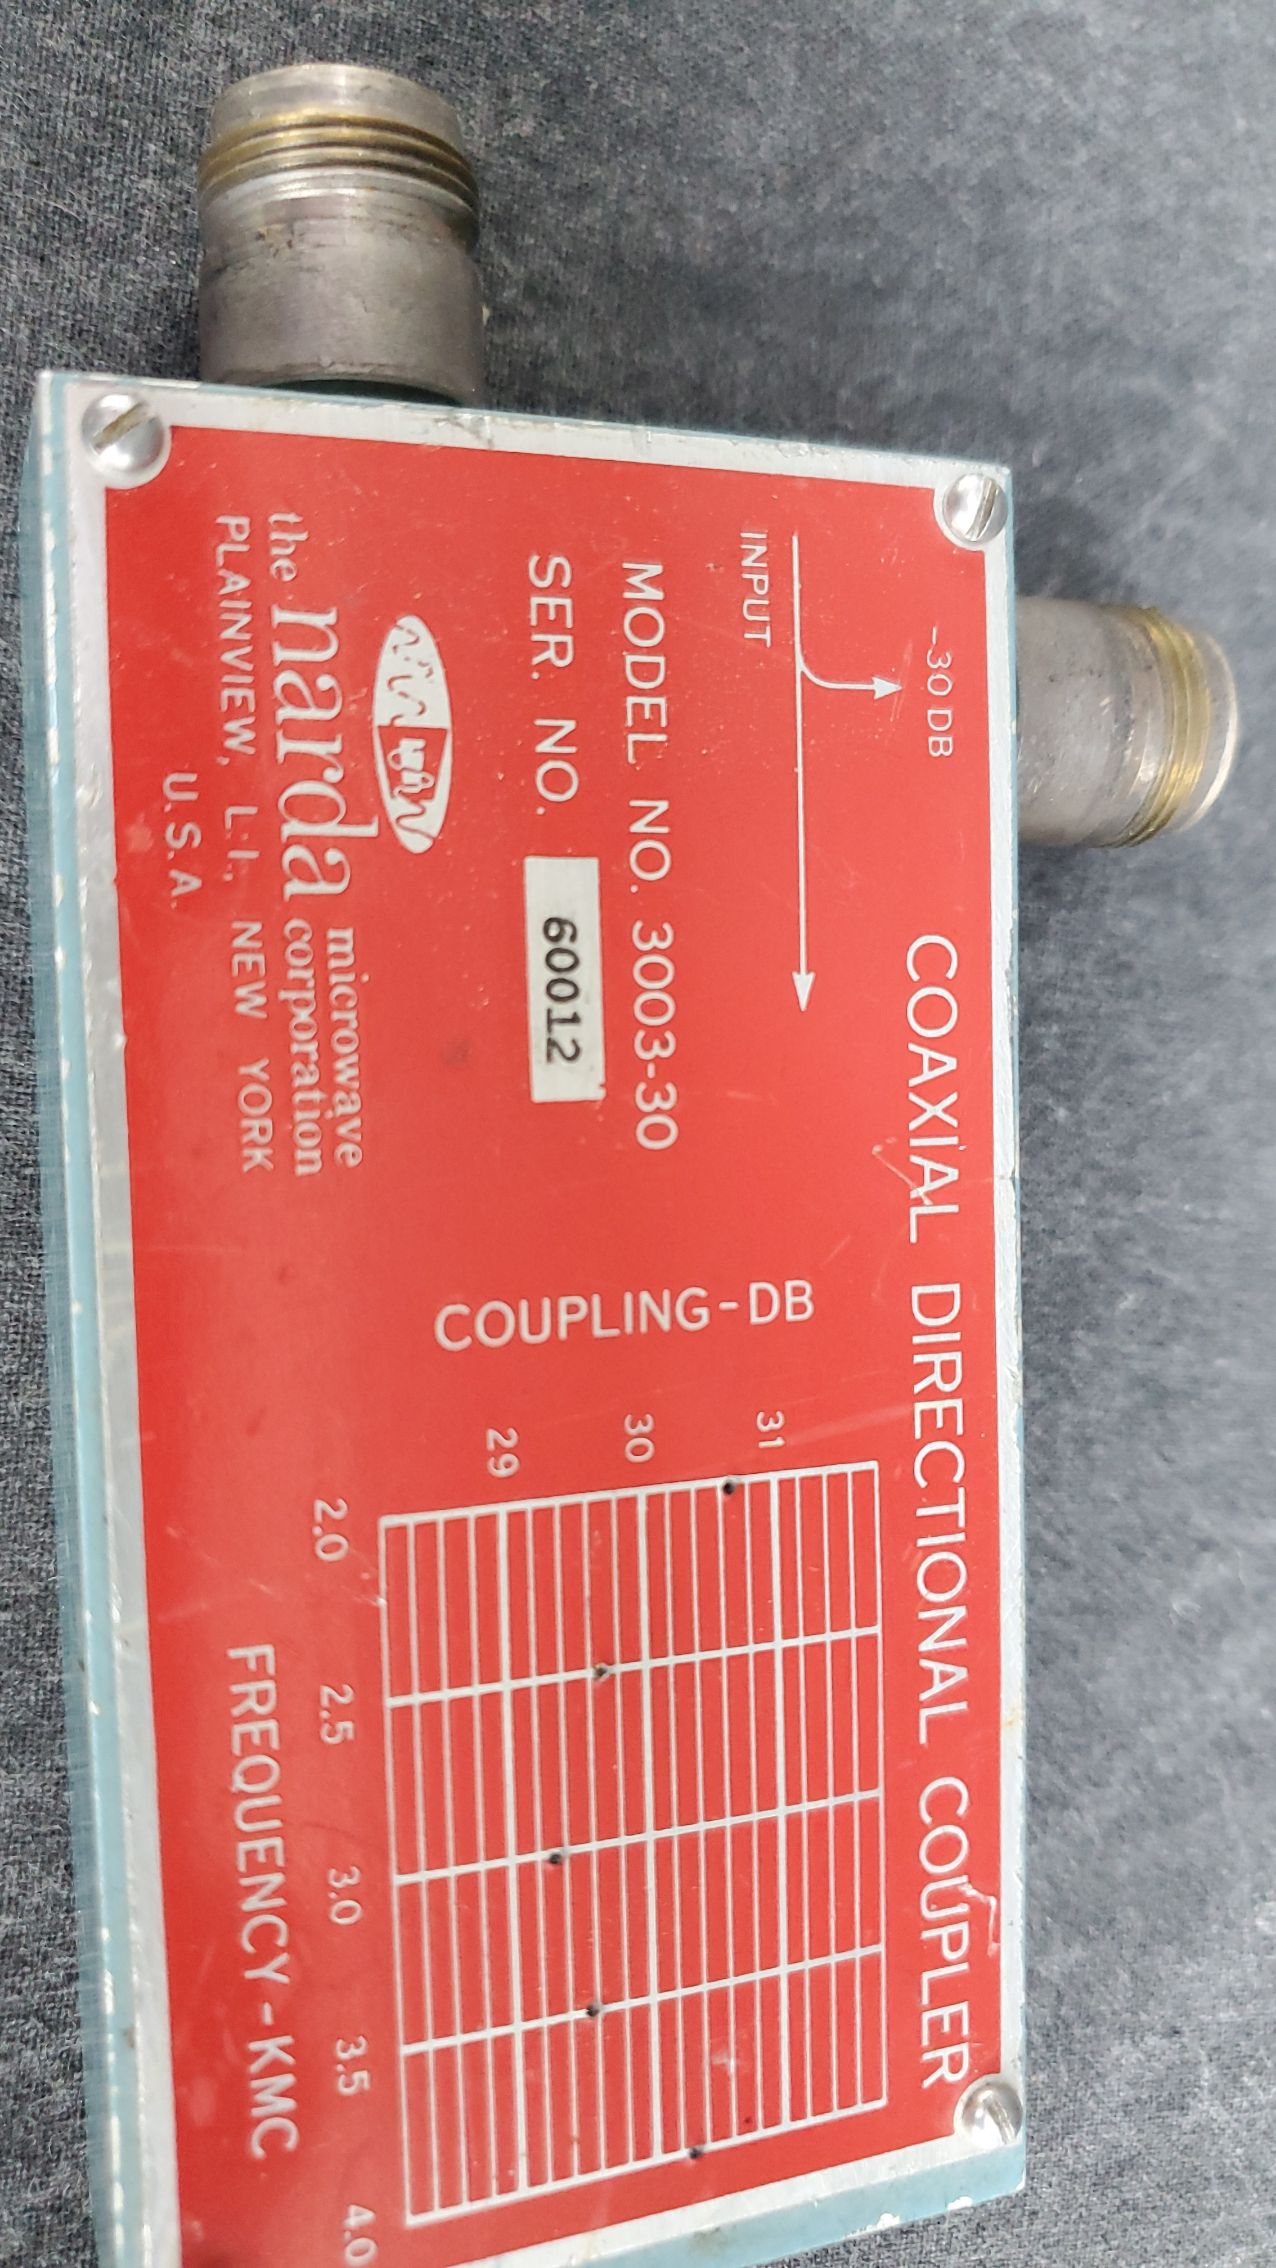 COAXIAL DIRECTIONAL COUPLER
-30 DB
INPUT
MODEL NO. 3003-30
SER. NO. 60012
the narda microwave corporation
PLAINVIEW, L.I., NEW YORK
U.S.A.
COUPLING-DB
31
30
29
2.0 2.5 3.0 3.5 4.0
FREQUENCY-KMC